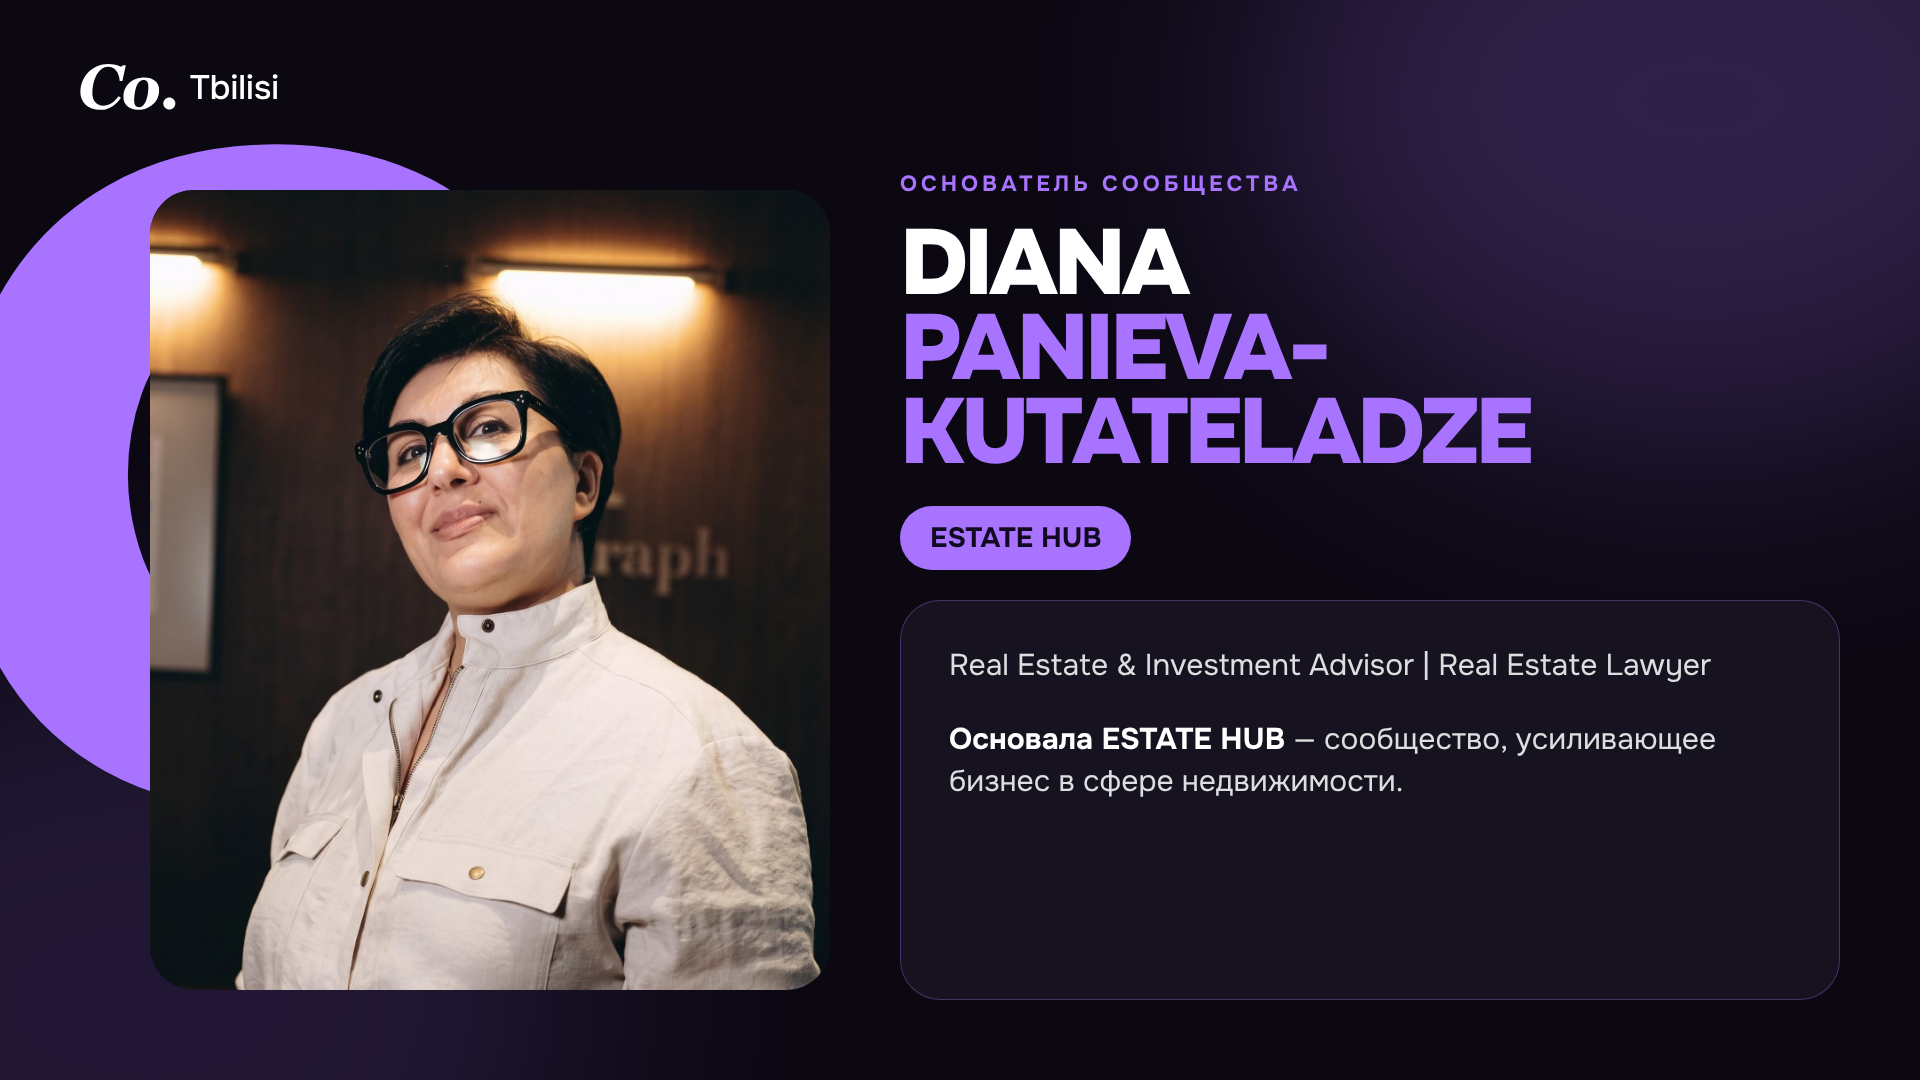 Co. Tbilisi
ОСНОВАТЕЛЬ СООБЩЕСТВА
DIANA
PANIEVA-
KUTATELADZE
raph
ESTATE HUB
Real Estate & Investment Advisor | Real Estate Lawyer
Основала ESTATE HUB — сообщество, усиливающее
бизнес в сфере недвижимости.